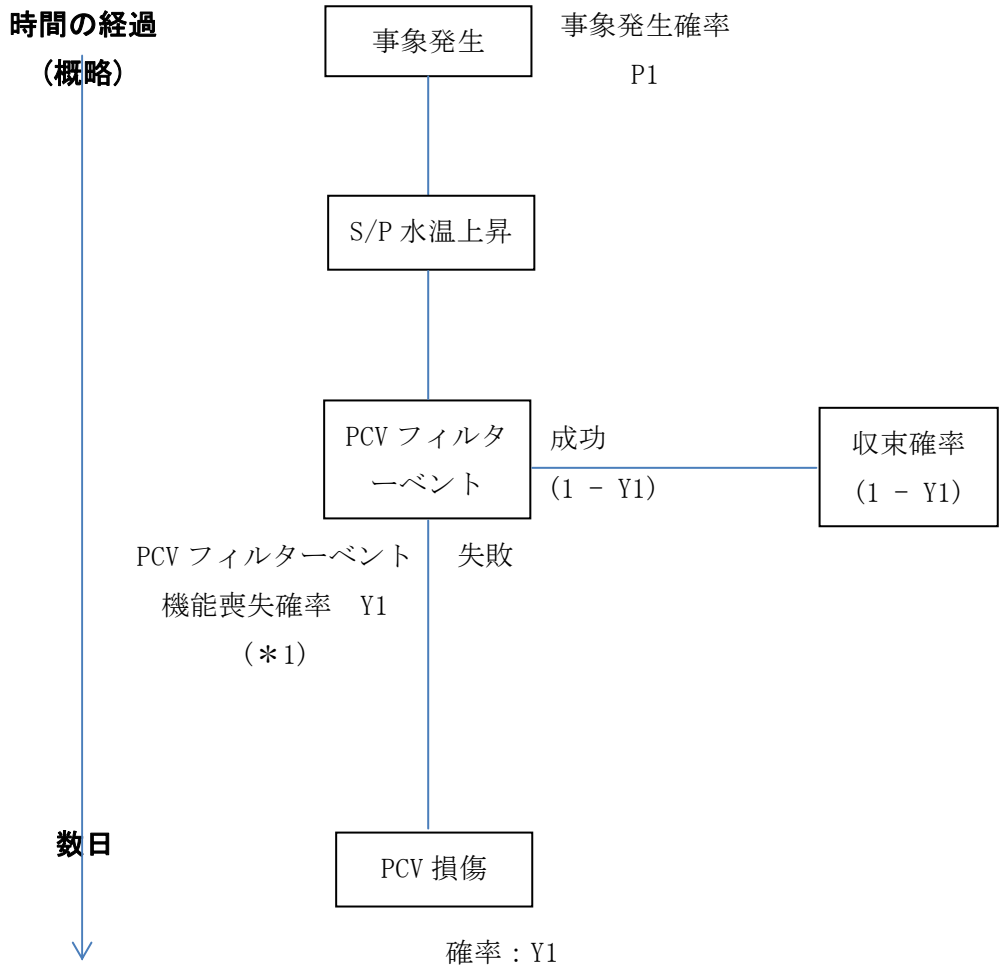 時間の経過
(概略)
事象発生
事象発生確率
P1
S/P 水温上昇
PCV フィルタ
ーベント
成功
(1 - Y1)
収束確率
(1 - Y1)
PCV フィルターベント
機能喪失確率　Y1
(＊1)
失敗
数日
PCV 損傷
確率：Y1